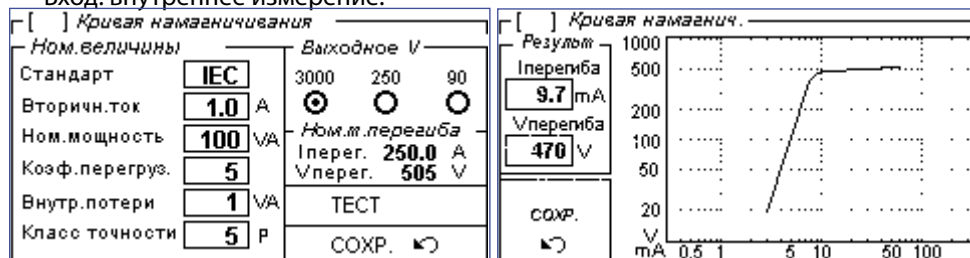 Вход: внутреннее измерение.
[ ] Кривая намагничивания
Ном.величины
Стандарт IEC
Вторичн.ток 1.0 A
Ном.мощность 100 VA
Коэф.перегруз. 5
Внутр.потери 1 VA
Класс точности 5 P
Выходное V
3000 250 90
Ном.т.перегиба
Iперег. 250.0 A
Vперег. 505 V
ТЕСТ
СОХР.
[ ] Кривая намагнич.
Результ
Iперегиба
9.7 mA
Vперегиба
470 V
СОХР.
1000
500
200
100
50
20
V
mA 0.5 1 5 10 50 100